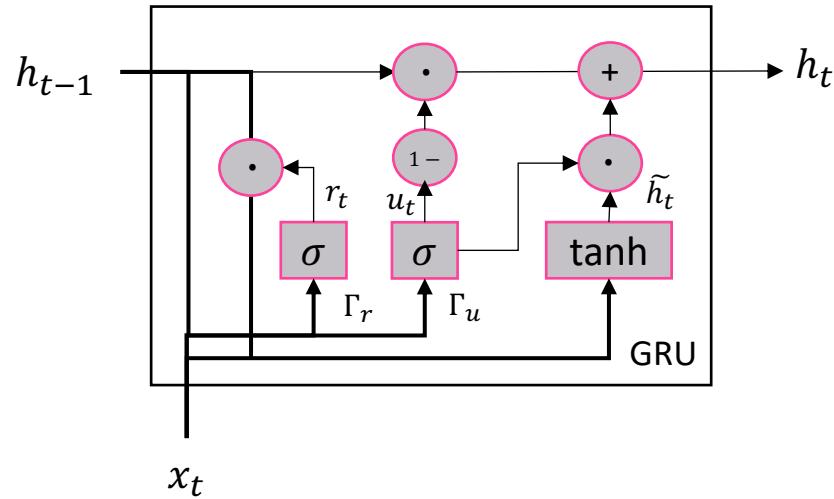 h_{t−1}
·
+
h_t
·
1 −
·
r_t
u_t
h̃_t
σ
σ
tanh
Γ_r
Γ_u
GRU
x_t